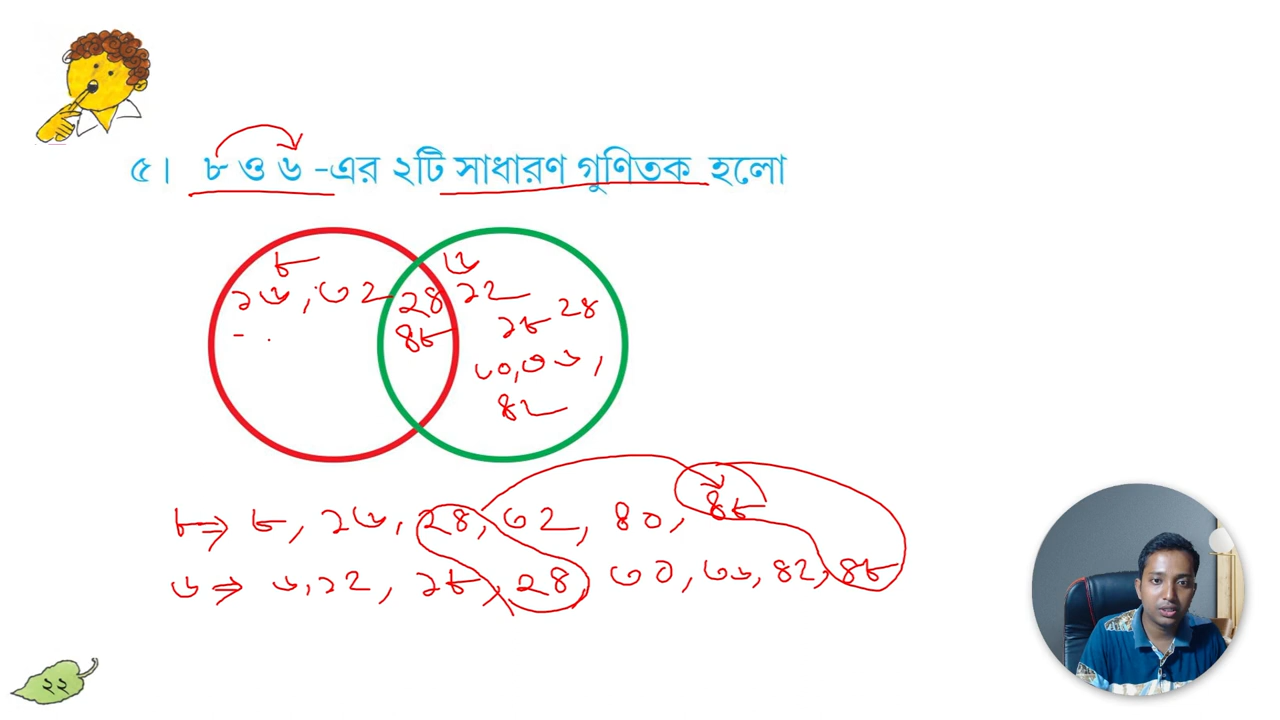 ৫। ৮ ও ৬ -এর ২টি সাধারণ গুণিতক হলো
৮ ৬
১৬, ৩২ ২৪ ১২
৪৮ ১৮ ২৪
৩০, ৩৬,
৪২
৮ ⇒ ৮, ১৬, ২৪, ৩২, ৪০, ৪৮
৬ ⇒ ৬, ১২, ১৮, ২৪, ৩০, ৩৬, ৪২, ৪৮
২২